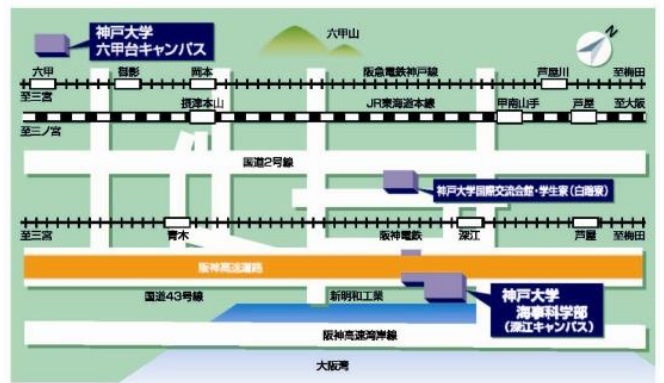 神戸大学
六甲台キャンパス
六甲山
N
六甲
御影
岡本
阪急電鉄神戸線
芦屋川
至梅田
至三宮
摂津本山
JR東海道本線
甲南山手
芦屋
至大阪
至三ノ宮
国道2号線
神戸大学国際交流会館・学生寮(白鴎寮)
至三宮
青木
阪神電鉄
深江
芦屋
至梅田
阪神高速道路
国道43号線
新明和工業
神戸大学
海事科学部
(深江キャンパス)
阪神高速湾岸線
大阪湾